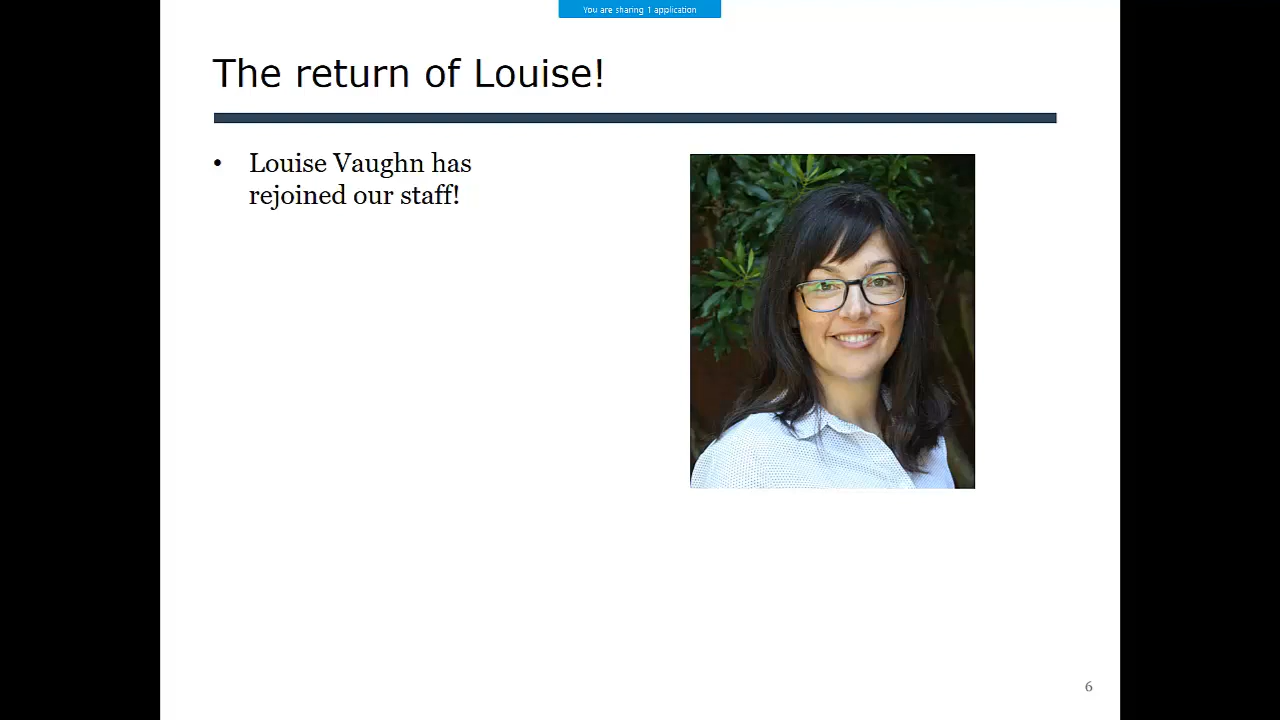 You are sharing 1 application
The return of Louise!
• Louise Vaughn has
rejoined our staff!
6